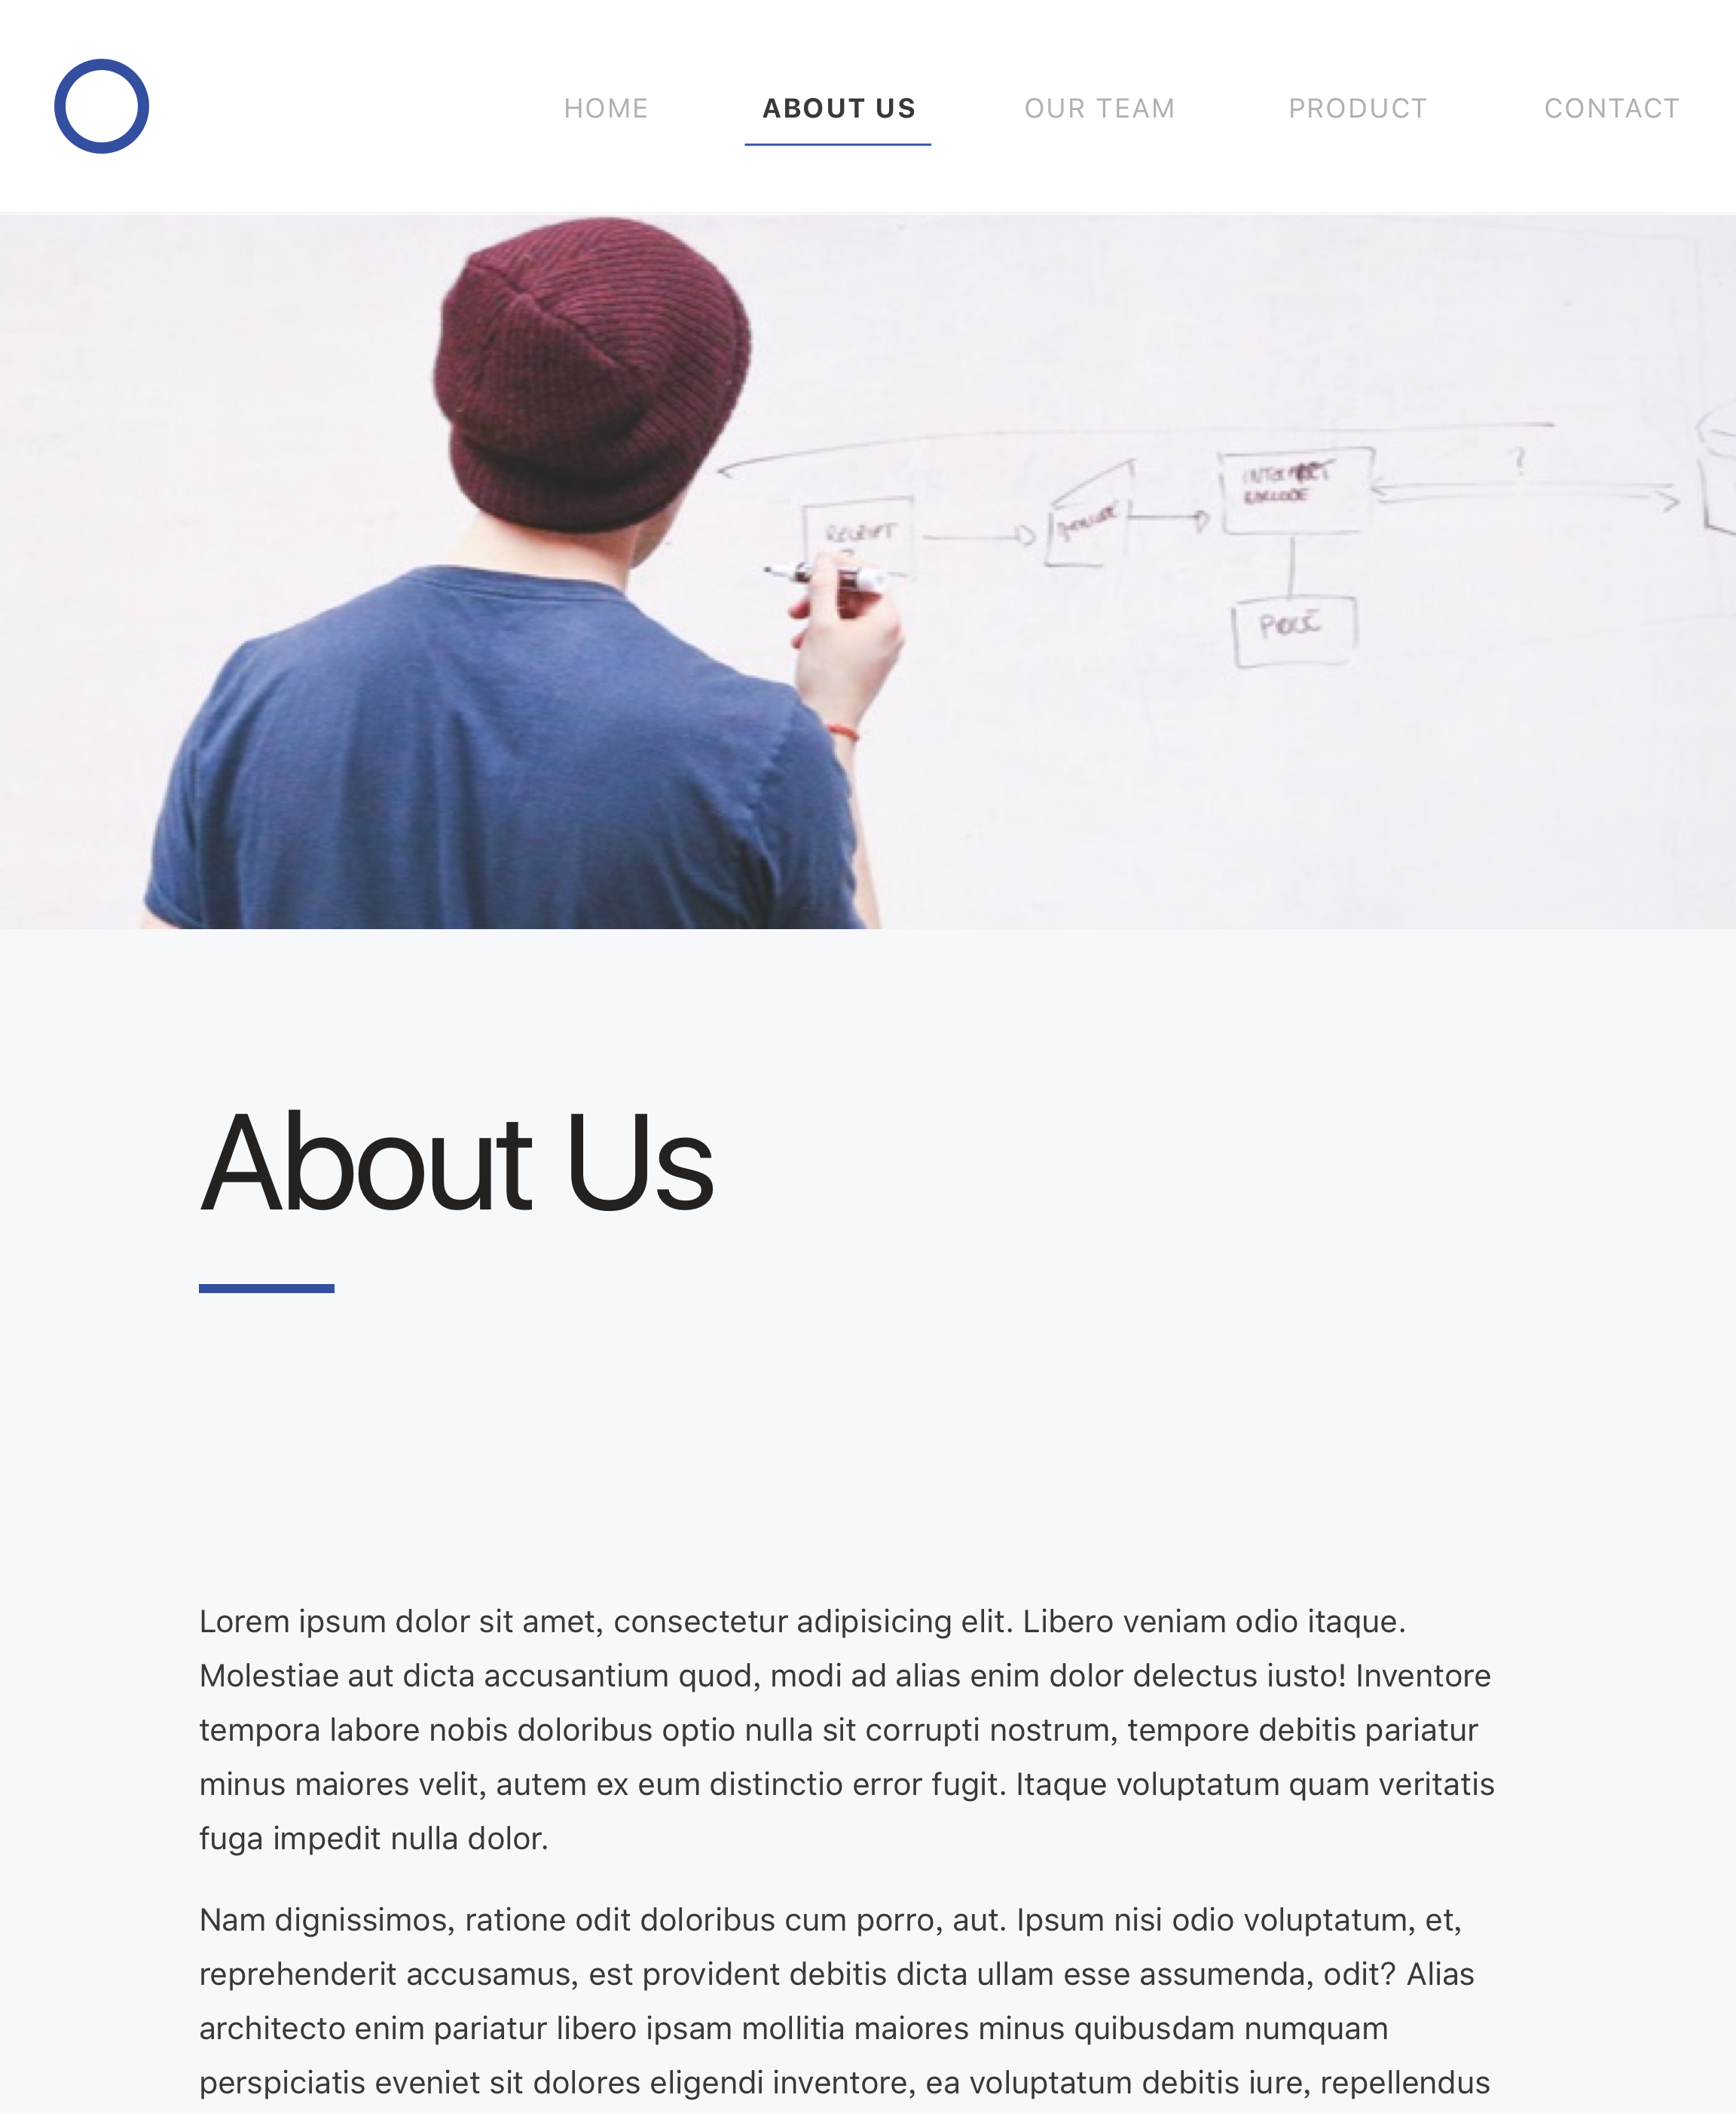 HOME ABOUT US OUR TEAM PRODUCT CONTACT
?
RECEIPT
About Us
Lorem ipsum dolor sit amet, consectetur adipisicing elit. Libero veniam odio itaque.
Molestiae aut dicta accusantium quod, modi ad alias enim dolor delectus iusto! Inventore
tempora labore nobis doloribus optio nulla sit corrupti nostrum, tempore debitis pariatur
minus maiores velit, autem ex eum distinctio error fugit. Itaque voluptatum quam veritatis
fuga impedit nulla dolor.
Nam dignissimos, ratione odit doloribus cum porro, aut. Ipsum nisi odio voluptatum, et,
reprehenderit accusamus, est provident debitis dicta ullam esse assumenda, odit? Alias
architecto enim pariatur libero ipsam mollitia maiores minus quibusdam numquam
perspiciatis eveniet sit dolores eligendi inventore, ea voluptatum debitis iure, repellendus